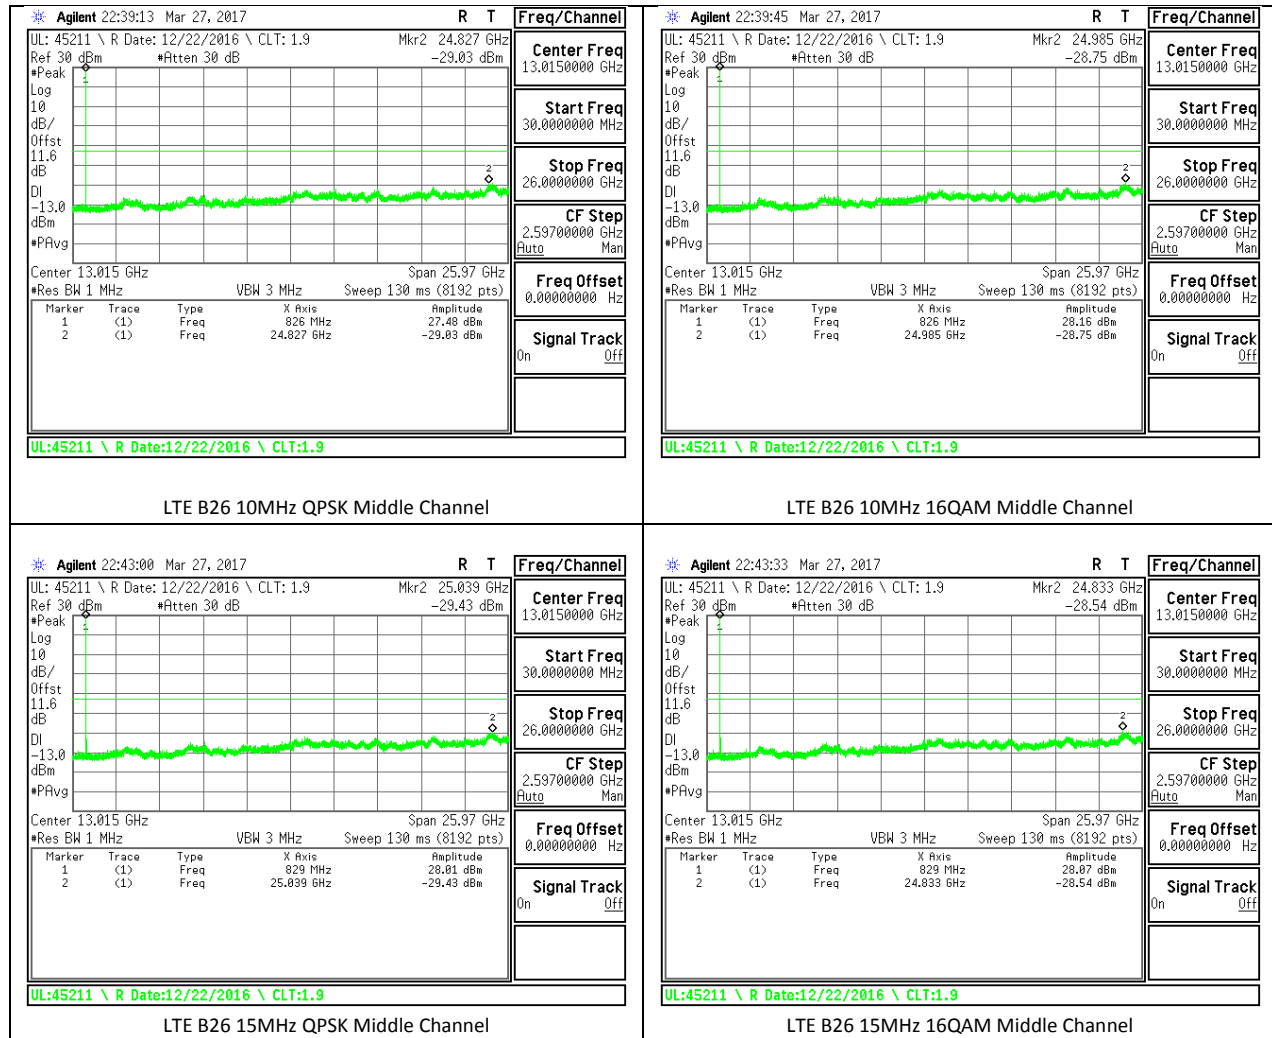 Agilent 22:39:13 Mar 27, 2017 R T
UL: 45211 \ R Date: 12/22/2016 \ CLT: 1.9 Mkr2 24.827 GHz
Ref 30 dBm #Atten 30 dB -29.03 dBm
#Peak
1
Log
10
dB/
Offst
11.6
dB
2
DI
-13.0
dBm
#PAvg
Center 13.015 GHz Span 25.97 GHz
#Res BW 1 MHz VBW 3 MHz Sweep 130 ms (8192 pts)
Marker Trace Type X Axis Amplitude
1 (1) Freq 826 MHz 27.48 dBm
2 (1) Freq 24.827 GHz -29.03 dBm
UL:45211 \ R Date:12/22/2016 \ CLT:1.9
Freq/Channel
Center Freq
13.0150000 GHz
Start Freq
30.0000000 MHz
Stop Freq
26.0000000 GHz
CF Step
2.59700000 GHz
Auto Man
Freq Offset
0.00000000 Hz
Signal Track
On Off
LTE B26 10MHz QPSK Middle Channel
Agilent 22:39:45 Mar 27, 2017 R T
UL: 45211 \ R Date: 12/22/2016 \ CLT: 1.9 Mkr2 24.985 GHz
Ref 30 dBm #Atten 30 dB -28.75 dBm
#Peak
1
Log
10
dB/
Offst
11.6
dB
2
DI
-13.0
dBm
#PAvg
Center 13.015 GHz Span 25.97 GHz
#Res BW 1 MHz VBW 3 MHz Sweep 130 ms (8192 pts)
Marker Trace Type X Axis Amplitude
1 (1) Freq 826 MHz 28.16 dBm
2 (1) Freq 24.985 GHz -28.75 dBm
UL:45211 \ R Date:12/22/2016 \ CLT:1.9
Freq/Channel
Center Freq
13.0150000 GHz
Start Freq
30.0000000 MHz
Stop Freq
26.0000000 GHz
CF Step
2.59700000 GHz
Auto Man
Freq Offset
0.00000000 Hz
Signal Track
On Off
LTE B26 10MHz 16QAM Middle Channel
Agilent 22:43:00 Mar 27, 2017 R T
UL: 45211 \ R Date: 12/22/2016 \ CLT: 1.9 Mkr2 25.039 GHz
Ref 30 dBm #Atten 30 dB -29.43 dBm
#Peak
1
Log
10
dB/
Offst
11.6
dB
2
DI
-13.0
dBm
#PAvg
Center 13.015 GHz Span 25.97 GHz
#Res BW 1 MHz VBW 3 MHz Sweep 130 ms (8192 pts)
Marker Trace Type X Axis Amplitude
1 (1) Freq 829 MHz 28.01 dBm
2 (1) Freq 25.039 GHz -29.43 dBm
UL:45211 \ R Date:12/22/2016 \ CLT:1.9
Freq/Channel
Center Freq
13.0150000 GHz
Start Freq
30.0000000 MHz
Stop Freq
26.0000000 GHz
CF Step
2.59700000 GHz
Auto Man
Freq Offset
0.00000000 Hz
Signal Track
On Off
LTE B26 15MHz QPSK Middle Channel
Agilent 22:43:33 Mar 27, 2017 R T
UL: 45211 \ R Date: 12/22/2016 \ CLT: 1.9 Mkr2 24.833 GHz
Ref 30 dBm #Atten 30 dB -28.54 dBm
#Peak
1
Log
10
dB/
Offst
11.6
dB
2
DI
-13.0
dBm
#PAvg
Center 13.015 GHz Span 25.97 GHz
#Res BW 1 MHz VBW 3 MHz Sweep 130 ms (8192 pts)
Marker Trace Type X Axis Amplitude
1 (1) Freq 829 MHz 28.07 dBm
2 (1) Freq 24.833 GHz -28.54 dBm
UL:45211 \ R Date:12/22/2016 \ CLT:1.9
Freq/Channel
Center Freq
13.0150000 GHz
Start Freq
30.0000000 MHz
Stop Freq
26.0000000 GHz
CF Step
2.59700000 GHz
Auto Man
Freq Offset
0.00000000 Hz
Signal Track
On Off
LTE B26 15MHz 16QAM Middle Channel